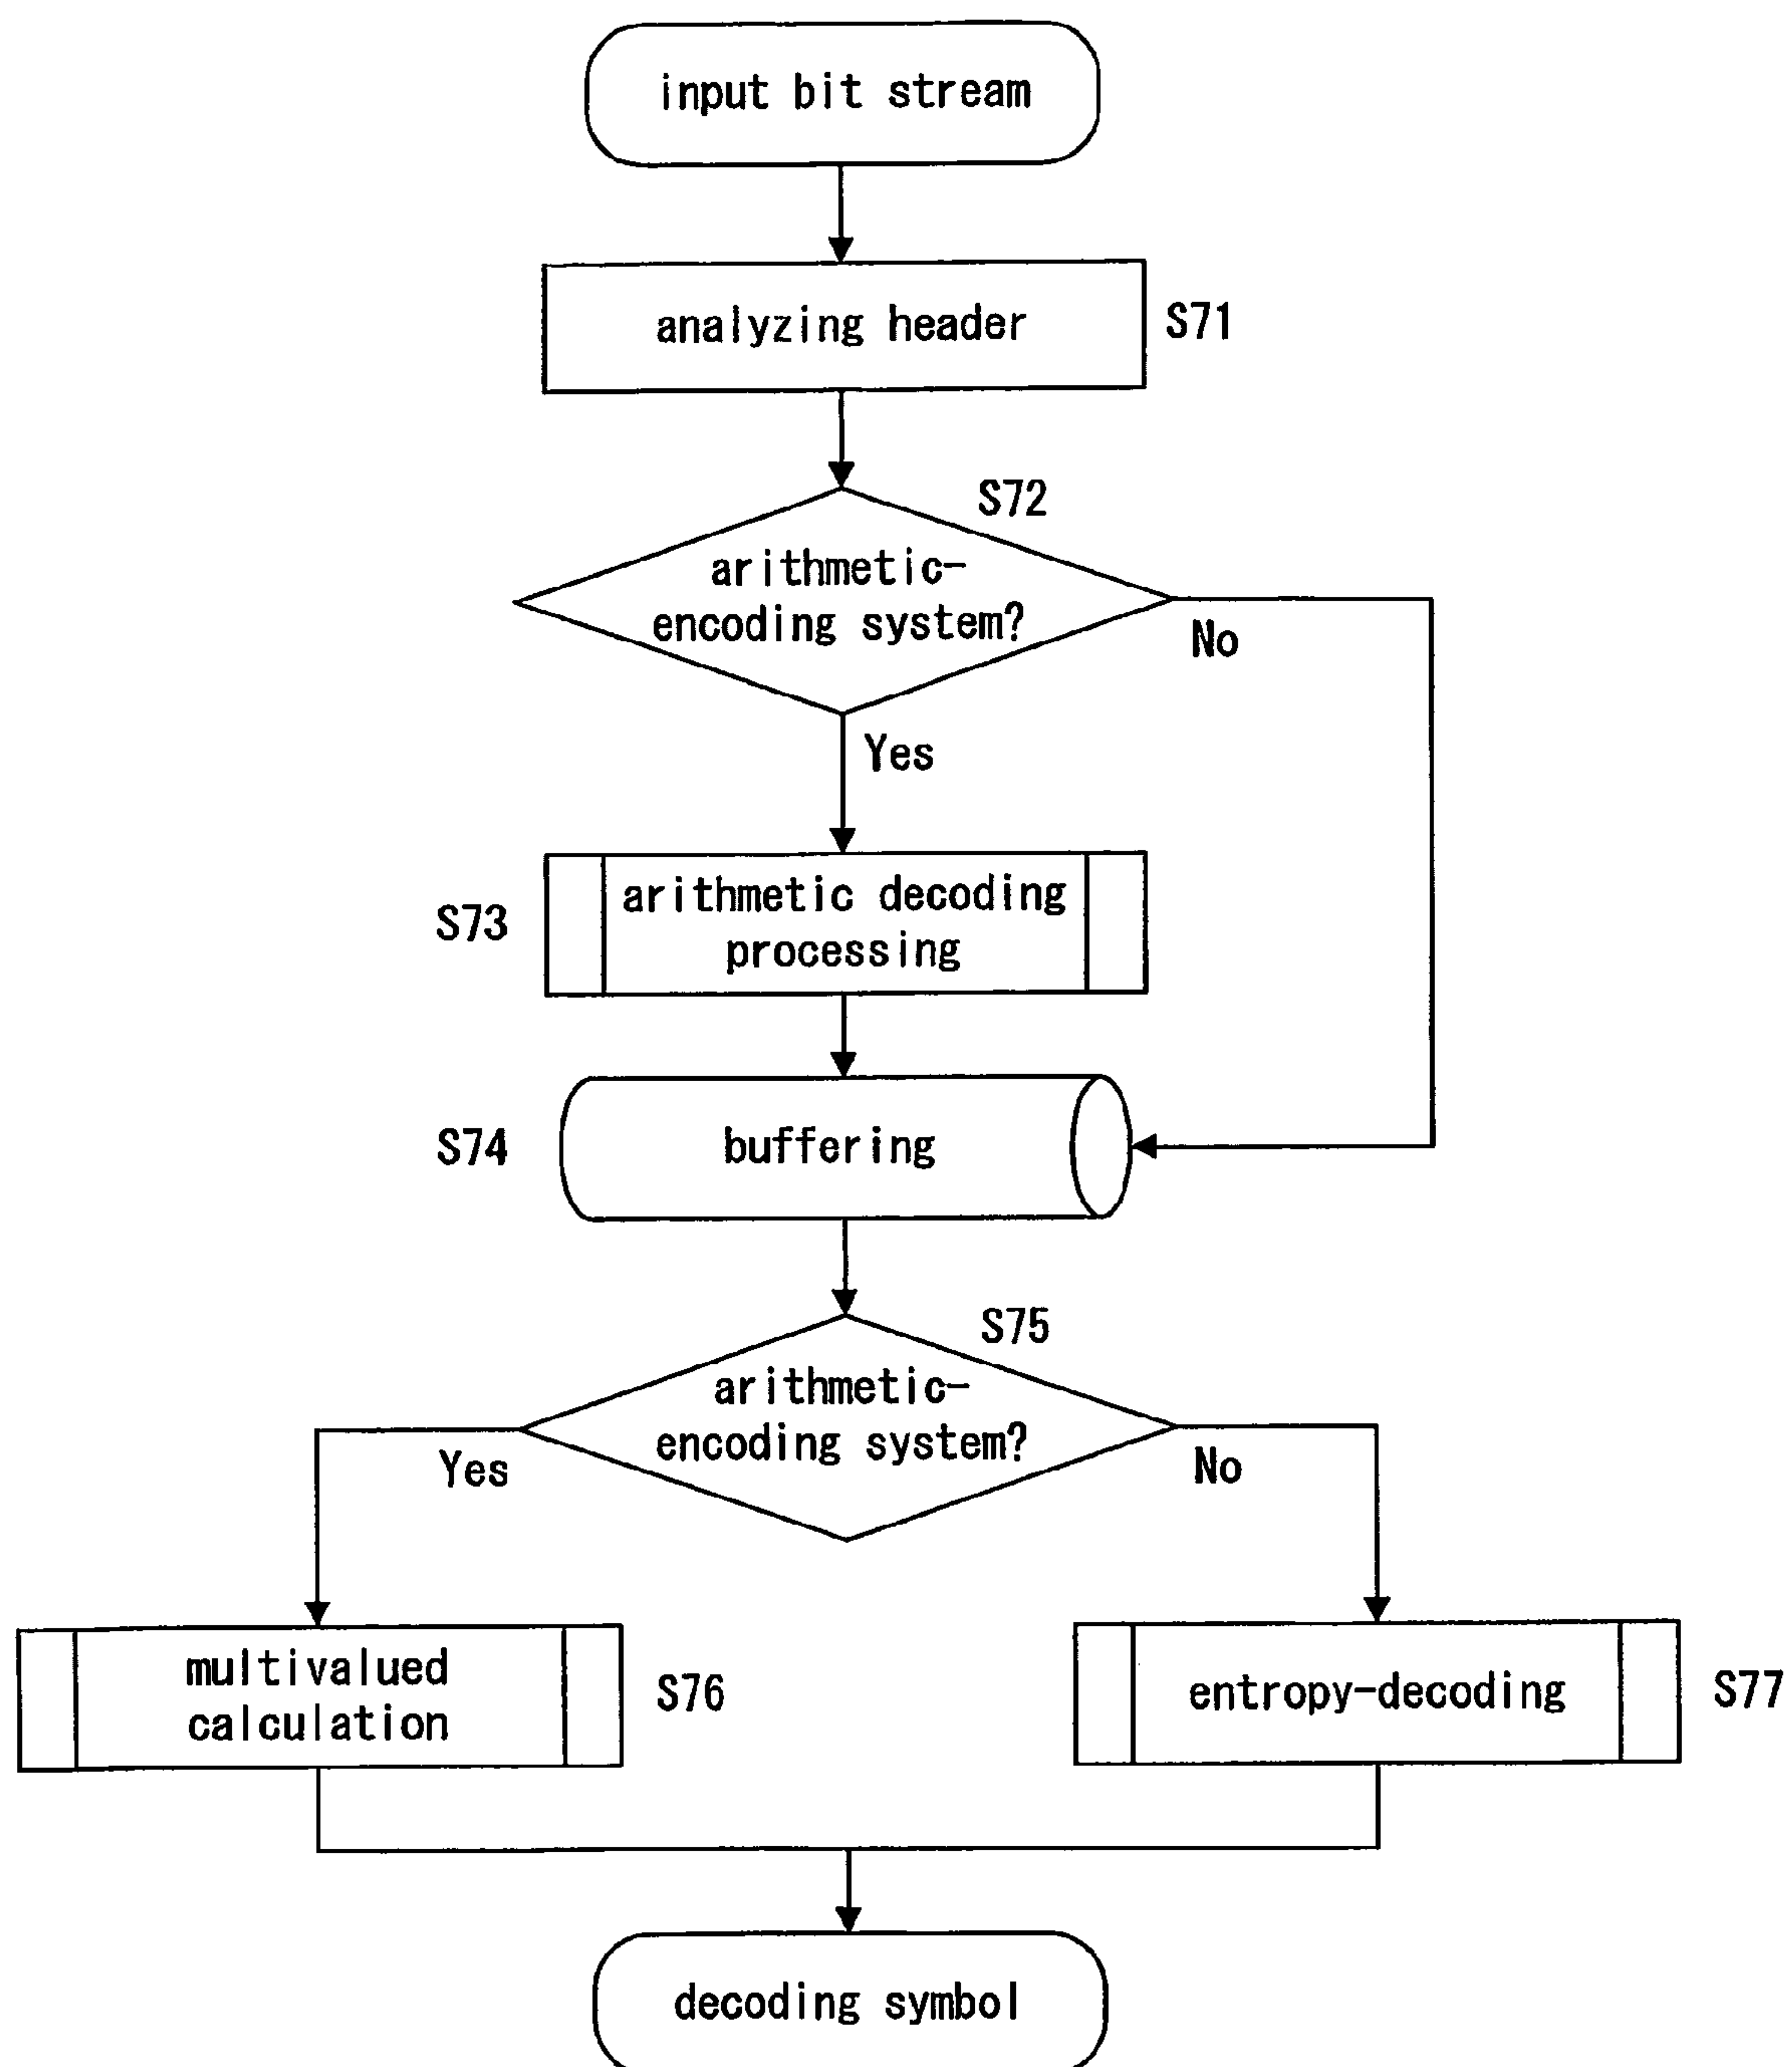 input bit stream
analyzing header
S71
S72
arithmetic-
encoding system?
No
Yes
S73
arithmetic decoding
processing
S74
buffering
S75
arithmetic-
encoding system?
Yes
No
multivalued
calculation
S76
entropy-decoding
S77
decoding symbol